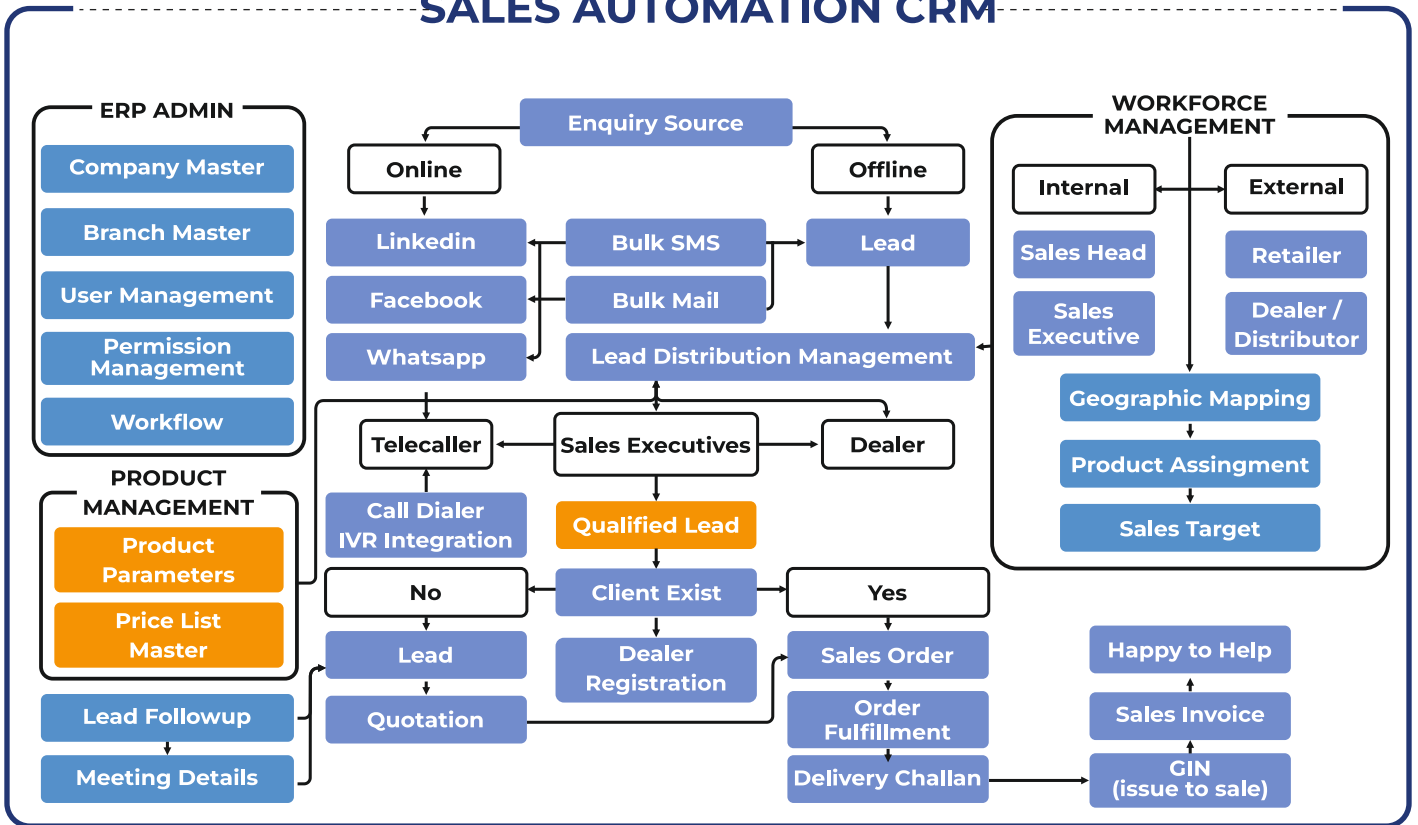 SALES AUTOMATION CRM
ERP ADMIN
Company Master
Branch Master
User Management
Permission
Management
Workflow
PRODUCT
MANAGEMENT
Product
Parameters
Price List
Master
Lead Followup
Meeting Details
Enquiry Source
Online
Offline
Linkedin
Bulk SMS
Lead
Facebook
Bulk Mail
Whatsapp
Lead Distribution Management
Telecaller
Sales Executives
Dealer
Call Dialer
IVR Integration
Qualified Lead
No
Client Exist
Yes
Lead
Dealer
Registration
Sales Order
Quotation
Order
Fulfillment
Delivery Challan
WORKFORCE
MANAGEMENT
Internal
External
Sales Head
Retailer
Sales
Executive
Dealer /
Distributor
Geographic Mapping
Product Assingment
Sales Target
Happy to Help
Sales Invoice
GIN
(issue to sale)